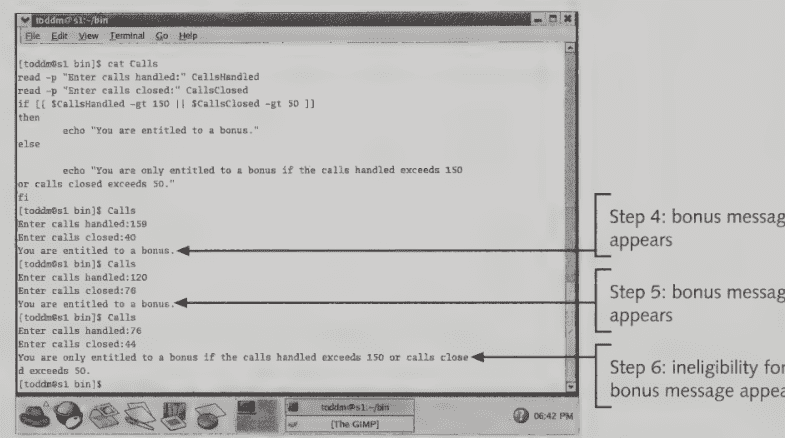 toddm@s1:~/bin
File Edit View Terminal Go Help
[toddm@s1 bin]$ cat Calls
read -p "Enter calls handled:" CallsHandled
read -p "Enter calls closed:" CallsClosed
if [[ $CallsHandled -gt 150 || $CallsClosed -gt 50 ]]
then
echo "You are entitled to a bonus."
else
echo "You are only entitled to a bonus if the calls handled exceeds 150
or calls closed exceeds 50."
fi
[toddm@s1 bin]$ Calls
Enter calls handled:159
Enter calls closed:40
You are entitled to a bonus.
[toddm@s1 bin]$ Calls
Enter calls handled:120
Enter calls closed:76
You are entitled to a bonus.
[toddm@s1 bin]$ Calls
Enter calls handled:76
Enter calls closed:44
You are only entitled to a bonus if the calls handled exceeds 150 or calls close
d exceeds 50.
[toddm@s1 bin]$
Step 4: bonus messag
appears
Step 5: bonus messag
appears
Step 6: ineligibility for
bonus message appea
toddm@s1:~/bin
[The GIMP]
06:42 PM